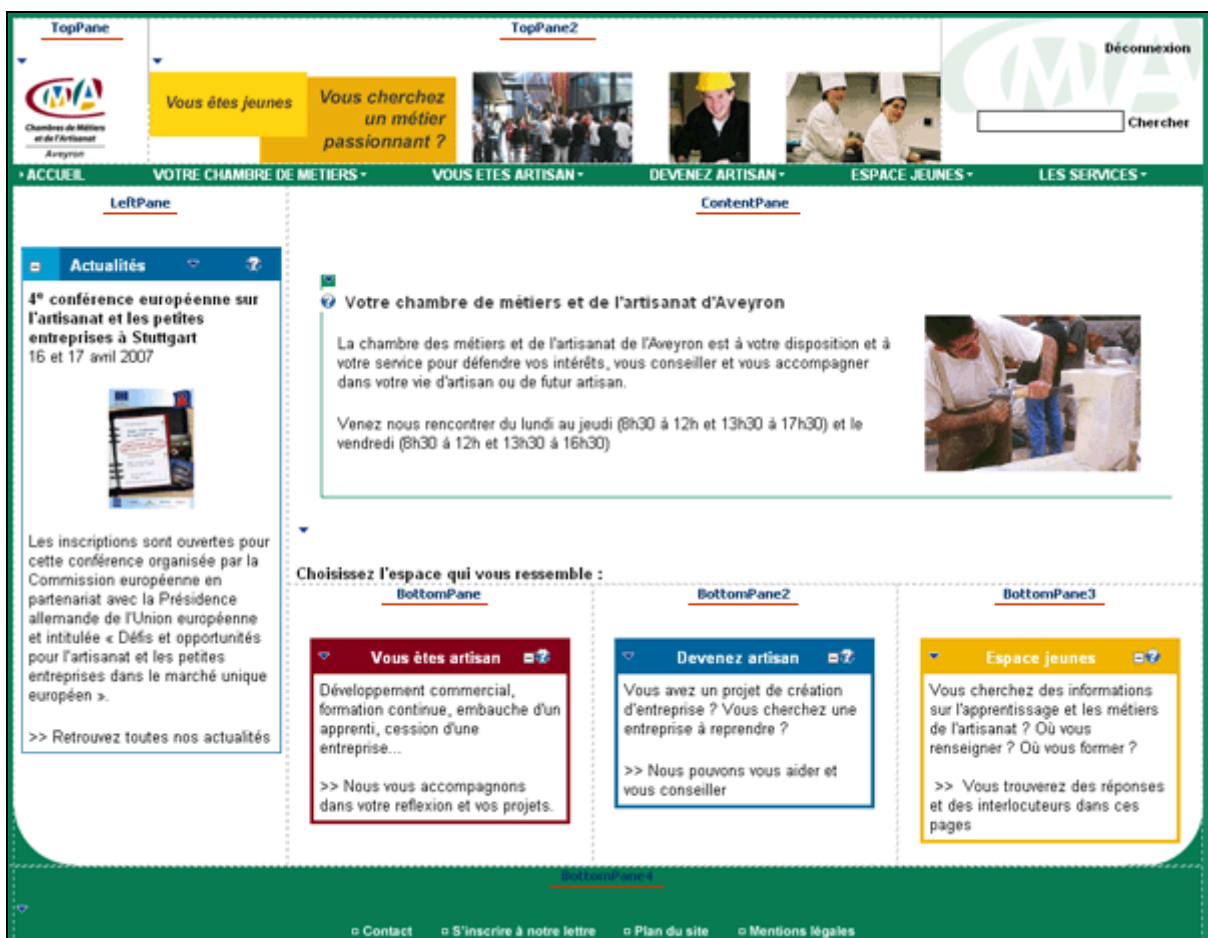 TopPane
TopPane2
Déconnexion
CMA
Chambres de Métiers
et de l'Artisanat
Aveyron
Vous êtes jeunes
Vous cherchez
un métier
passionnant ?
CMA
Chercher
ACCUEIL VOTRE CHAMBRE DE METIERS VOUS ETES ARTISAN DEVENEZ ARTISAN ESPACE JEUNES LES SERVICES
LeftPane
Actualités
4e conférence européenne sur
l'artisanat et les petites
entreprises à Stuttgart
16 et 17 avril 2007
Les inscriptions sont ouvertes pour
cette conférence organisée par la
Commission européenne en
partenariat avec la Présidence
allemande de l'Union européenne
et intitulée « Défis et opportunités
pour l'artisanat et les petites
entreprises dans le marché unique
européen ».
>> Retrouvez toutes nos actualités
ContentPane
Votre chambre de métiers et de l'artisanat d'Aveyron
La chambre des métiers et de l'artisanat de l'Aveyron est à votre disposition et à
votre service pour défendre vos intérêts, vous conseiller et vous accompagner
dans votre vie d'artisan ou de futur artisan.
Venez nous rencontrer du lundi au jeudi (8h30 à 12h et 13h30 à 17h30) et le
vendredi (8h30 à 12h et 13h30 à 16h30)
Choisissez l'espace qui vous ressemble :
BottomPane
Vous êtes artisan
Développement commercial,
formation continue, embauche d'un
apprenti, cession d'une
entreprise...
>> Nous vous accompagnons
dans votre reflexion et vos projets.
BottomPane2
Devenez artisan
Vous avez un projet de création
d'entreprise ? Vous cherchez une
entreprise à reprendre ?
>> Nous pouvons vous aider et
vous conseiller
BottomPane3
Espace jeunes
Vous cherchez des informations
sur l'apprentissage et les métiers
de l'artisanat ? Où vous
renseigner ? Où vous former ?
>> Vous trouverez des réponses
et des interlocuteurs dans ces
pages
BottomPane4
Contact S'inscrire à notre lettre Plan du site Mentions légales